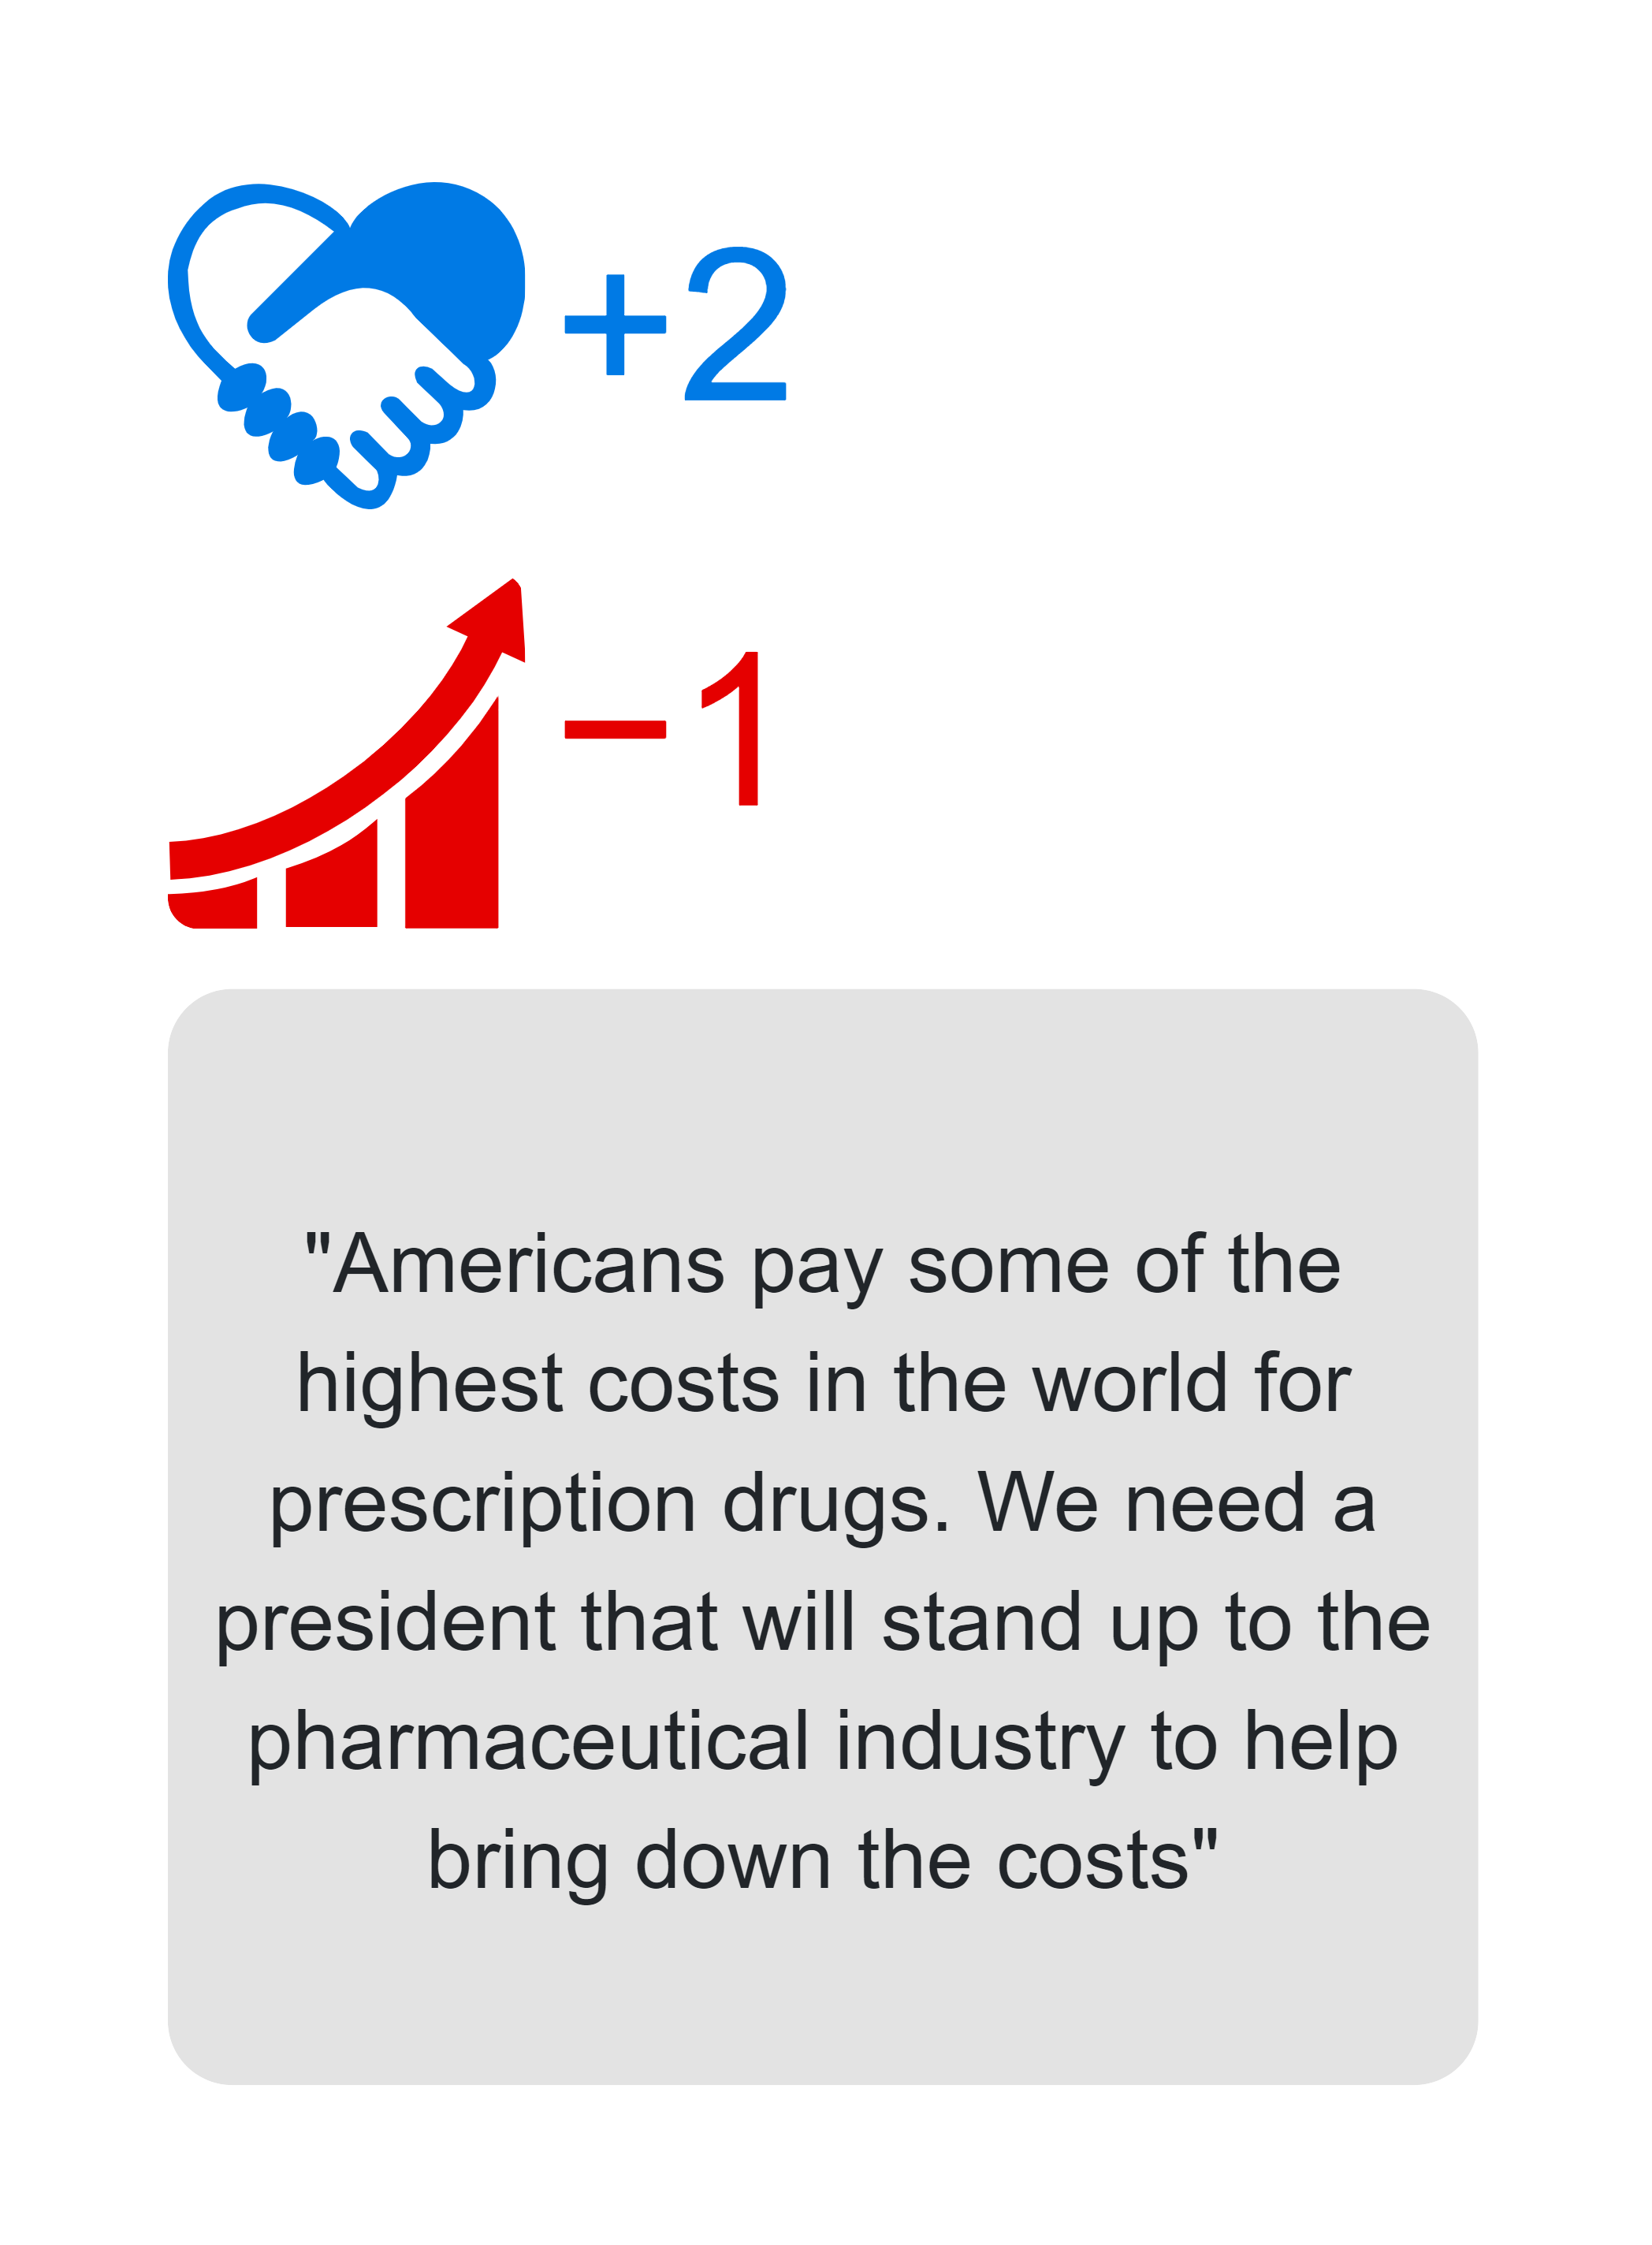 +2
−1
"Americans pay some of the
highest costs in the world for
prescription drugs. We need a
president that will stand up to the
pharmaceutical industry to help
bring down the costs"